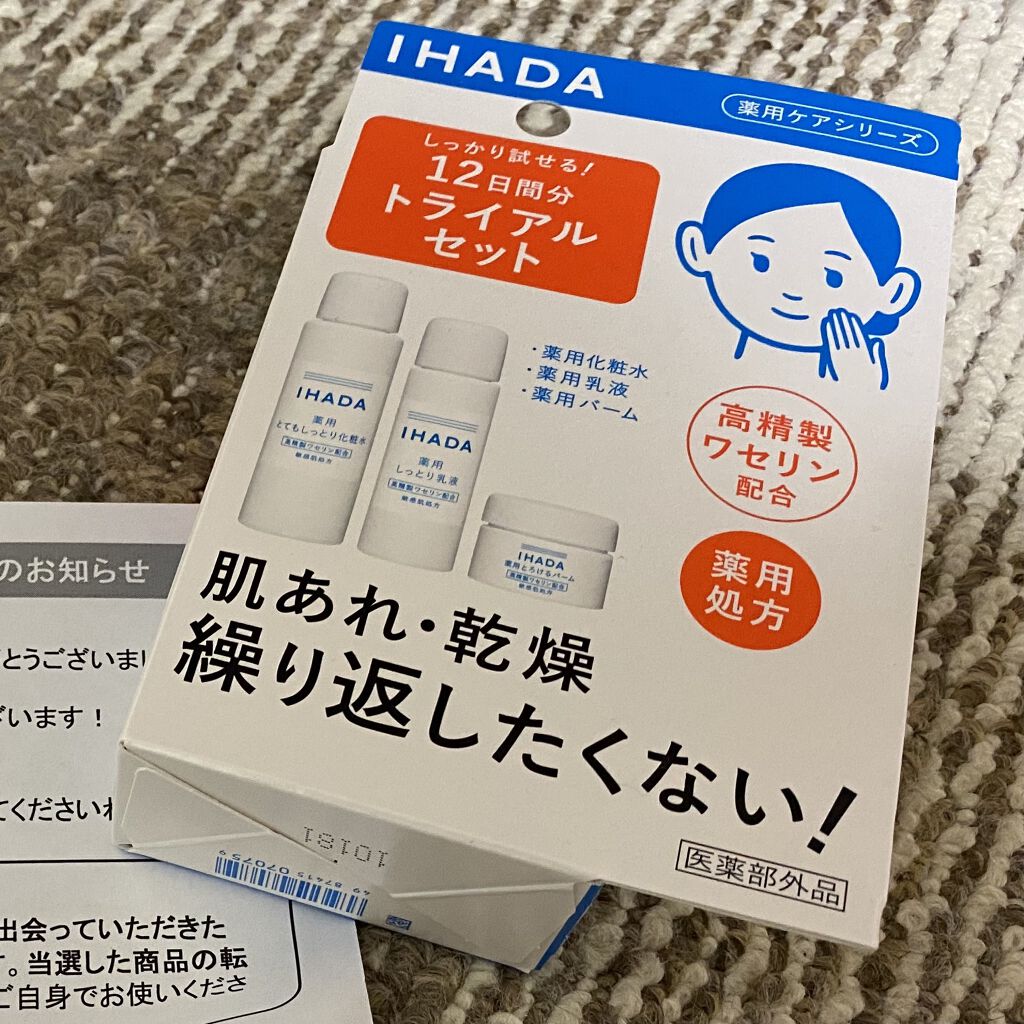 IHADA
薬用ケアシリーズ
しっかり試せる！
12日間分
トライアル
セット
・薬用化粧水
・薬用乳液
・薬用バーム
高精製
ワセリン
配合
薬用
処方
IHADA
薬用
とてもしっとり化粧水
高精製ワセリン配合
敏感肌処方
IHADA
薬用
しっとり乳液
高精製ワセリン配合
敏感肌処方
IHADA
薬用とろけるバーム
高精製ワセリン配合
敏感肌処方
肌あれ・乾燥
繰り返したくない！
医薬部外品
10181
4987415070759
のお知らせ
とうございまし
ざいます！
てくださいね
出会っていただきた
す。当選した商品の転
ご自身でお使いくださ